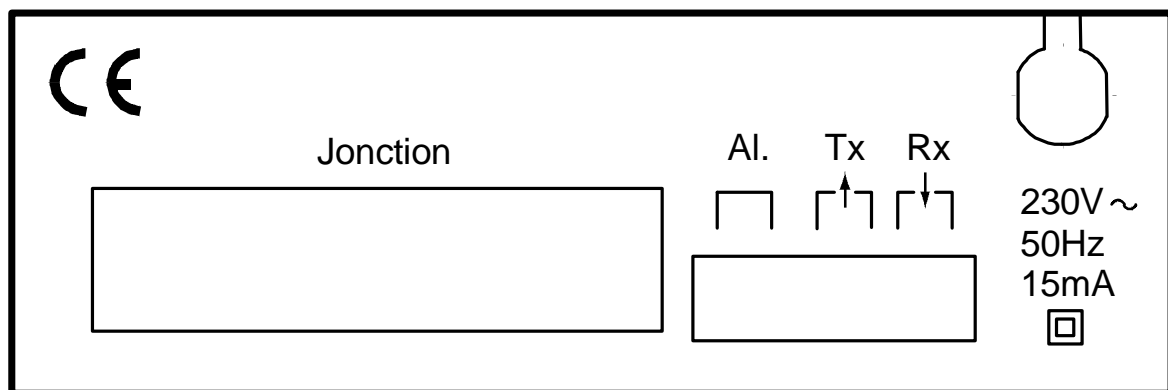 CE
Jonction
Al. Tx Rx
230V ~
50Hz
15mA